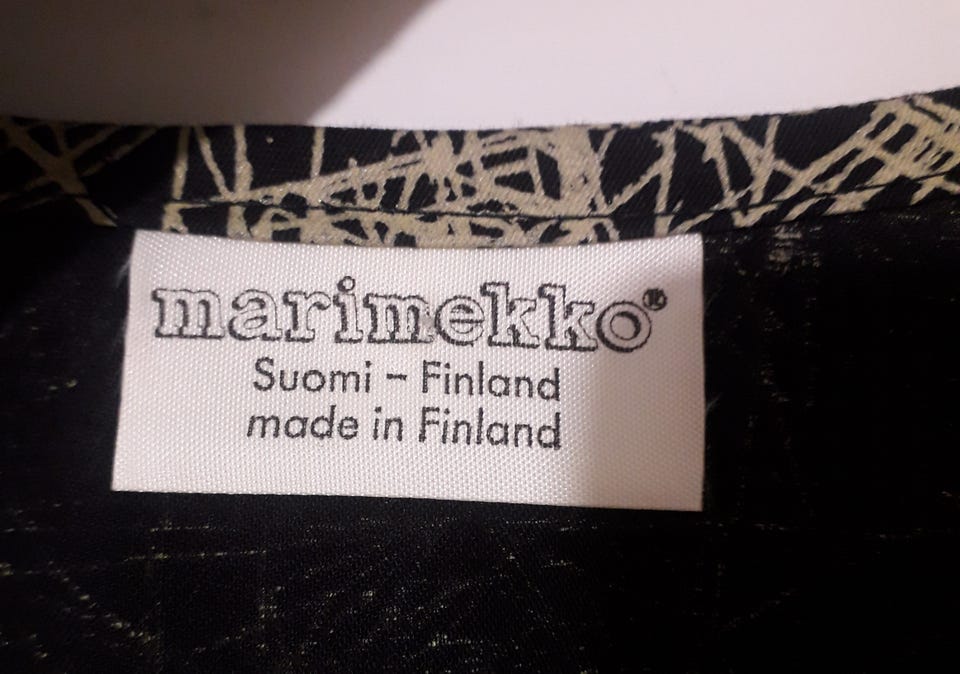 marimekko®
Suomi – Finland
made in Finland